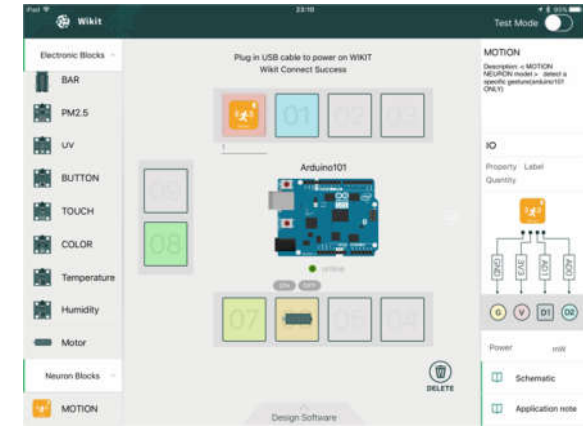 iPad
23:10
95%
Wikit
Test Mode
Electronic Blocks
BAR
PM2.5
UV
BUTTON
TOUCH
COLOR
Temperature
Humidity
Motor
Neuron Blocks
MOTION
Plug in USB cable to power on WIKIT
Wikit Connect Success
01
02
03
1
Arduino101
09
08
online
ON OFF
07
05
04
DELETE
Design Software
MOTION
Description: < MOTION
NEURON model > detect a
specific gesture(arduino101
ONLY)
IO
Property Label
Quantity
GND
3V3
AD1
AD0
G V D1 D2
Power mW
Schematic
Application note